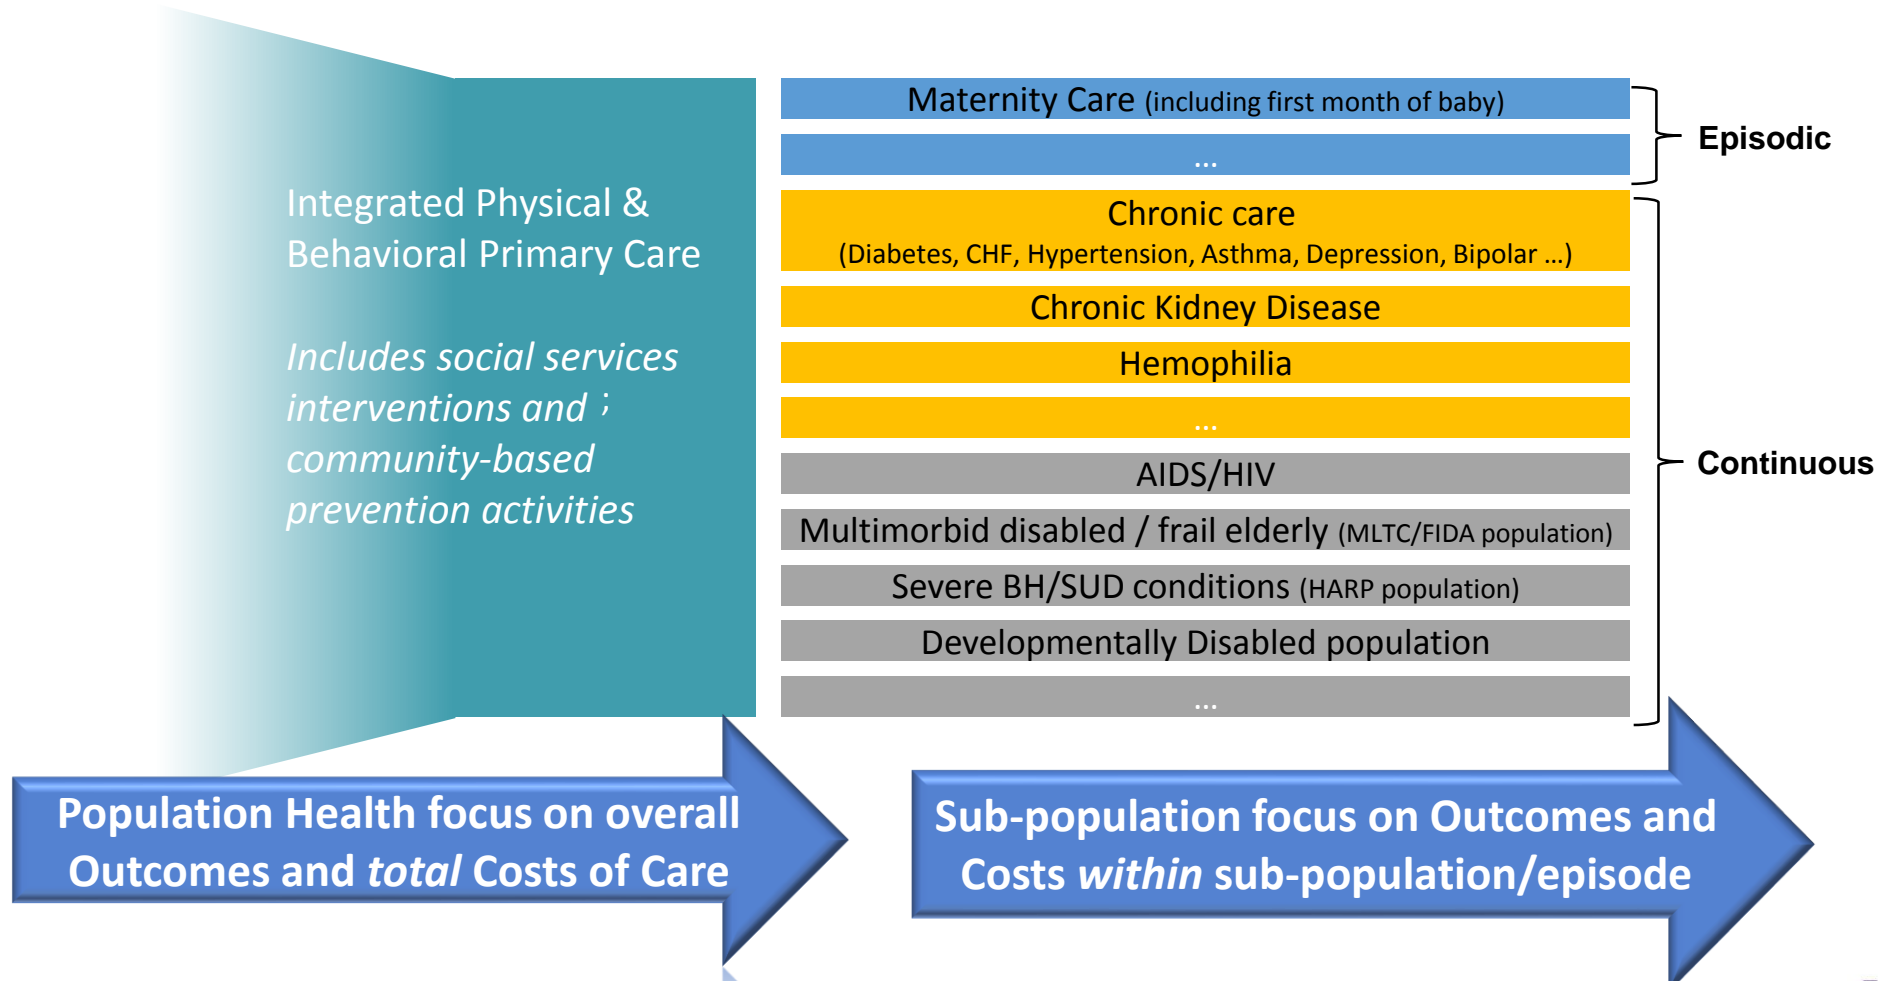 Integrated Physical &
Behavioral Primary Care
Includes social services
interventions and ;
community-based
prevention activities
Maternity Care (including first month of baby)
...
Chronic care
(Diabetes, CHF, Hypertension, Asthma, Depression, Bipolar ...)
Chronic Kidney Disease
Hemophilia
...
AIDS/HIV
Multimorbid disabled / frail elderly (MLTC/FIDA population)
Severe BH/SUD conditions (HARP population)
Developmentally Disabled population
...
Episodic
Continuous
Population Health focus on overall
Outcomes and total Costs of Care
Sub-population focus on Outcomes and
Costs within sub-population/episode